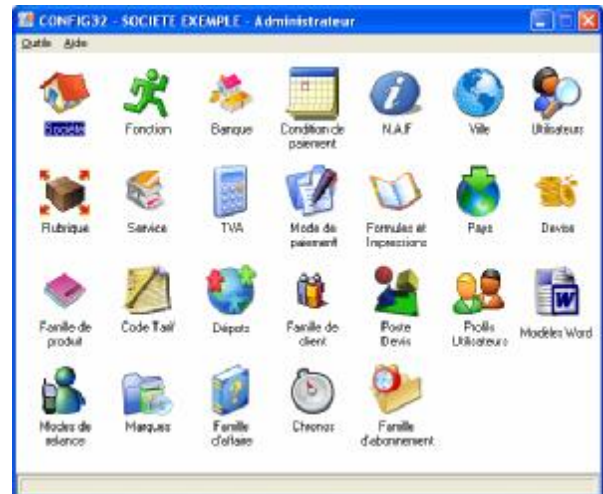 CONFIG32 - SOCIETE EXEMPLE - Administrateur
Outils Aide
Société Fonction Banque Condition de paiement N.A.F Ville Utilisateurs
Rubrique Service TVA Mode de paiement Formules et Impressions Pays Devise
Famille de produit Code Tarif Dépots Famille de client Poste Devis Profils Utilisateurs Modèles Word
Modes de relance Marques Famille d'affaire Chronos Famille d'abonnement